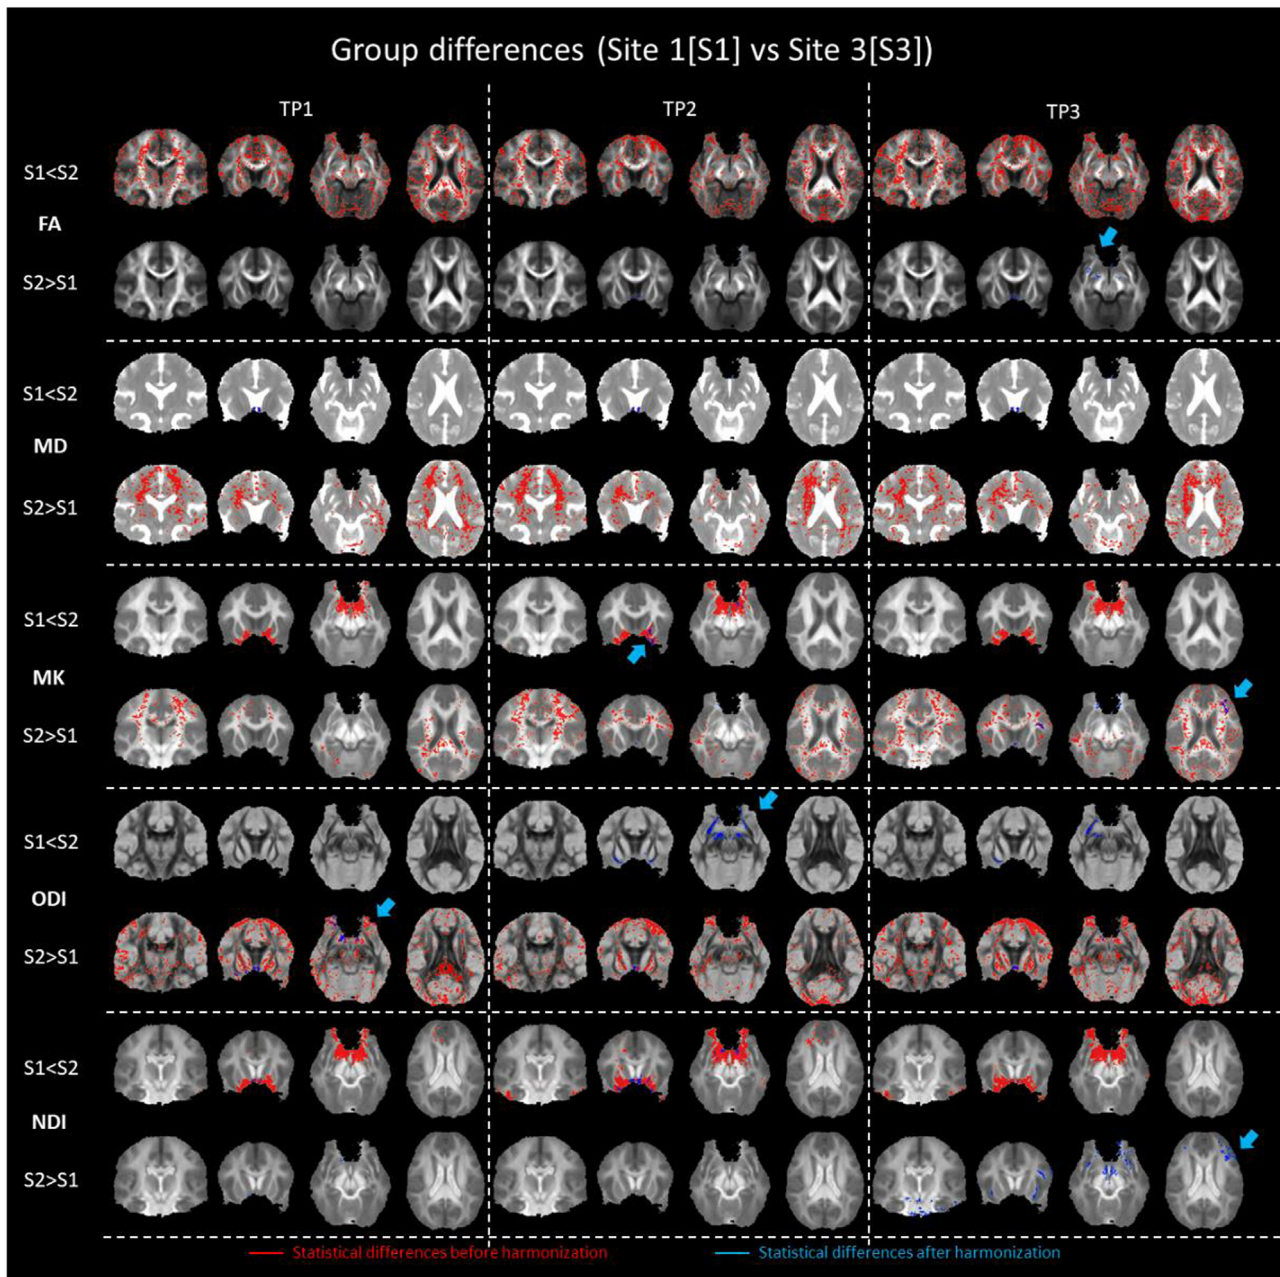 Group differences (Site 1[S1] vs Site 3[S3])
TP1 TP2 TP3
S1<S2
FA
S2>S1
S1<S2
MD
S2>S1
S1<S2
MK
S2>S1
S1<S2
ODI
S2>S1
S1<S2
NDI
S2>S1
Statistical differences before harmonization Statistical differences after harmonization